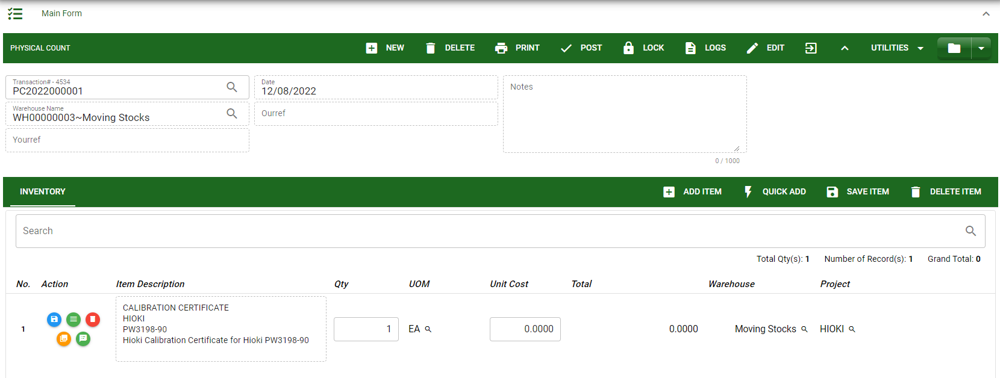 Main Form
PHYSICAL COUNT
NEW
DELETE
PRINT
POST
LOCK
LOGS
EDIT
UTILITIES
Transaction# - 4534
PC2022000001
Date
12/08/2022
Notes
Warehouse Name
WH00000003~Moving Stocks
Ourref
Yourref
0 / 1000
INVENTORY
ADD ITEM
QUICK ADD
SAVE ITEM
DELETE ITEM
Search
Total Qty(s): 1
Number of Record(s): 1
Grand Total: 0
No. Action Item Description Qty UOM Unit Cost Total Warehouse Project
CALIBRATION CERTIFICATE
HIOKI
PW3198-90
Hioki Calibration Certificate for Hioki PW3198-90
1 1 EA 0.0000 0.0000 Moving Stocks HIOKI